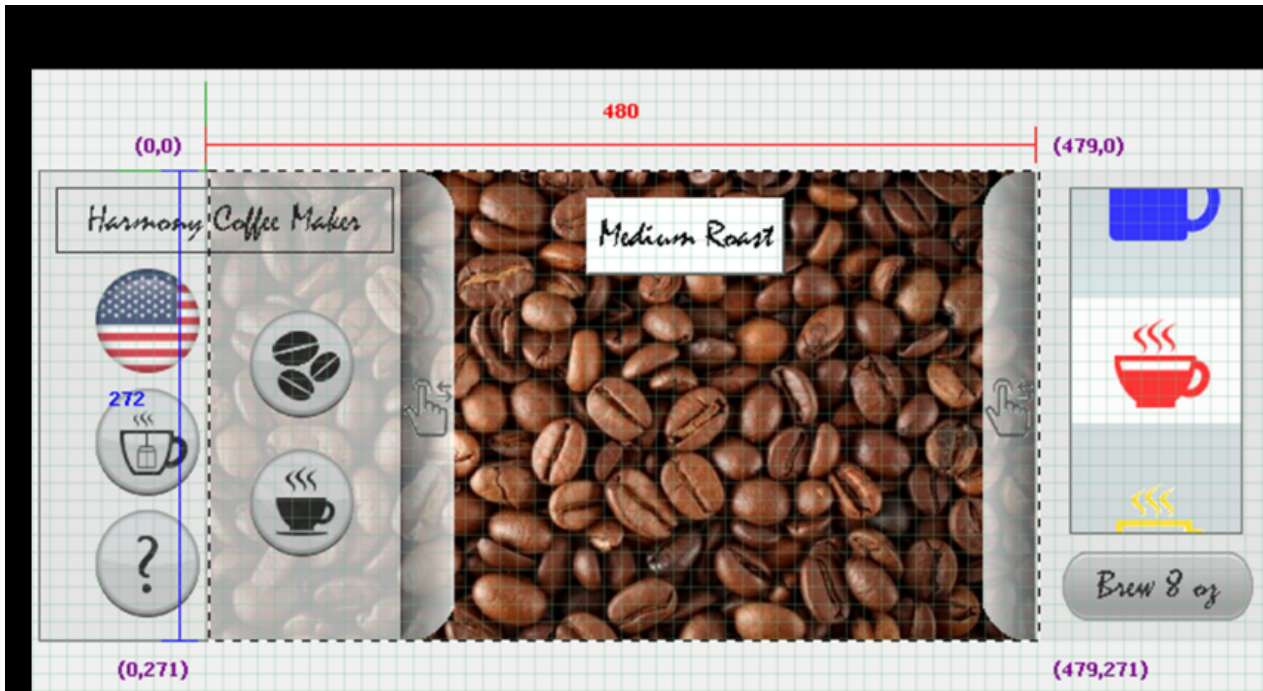 480
(0,0)
(479,0)
Harmony Coffee Maker
Medium Roast
272
?
Brew 8 oz
(0,271)
(479,271)